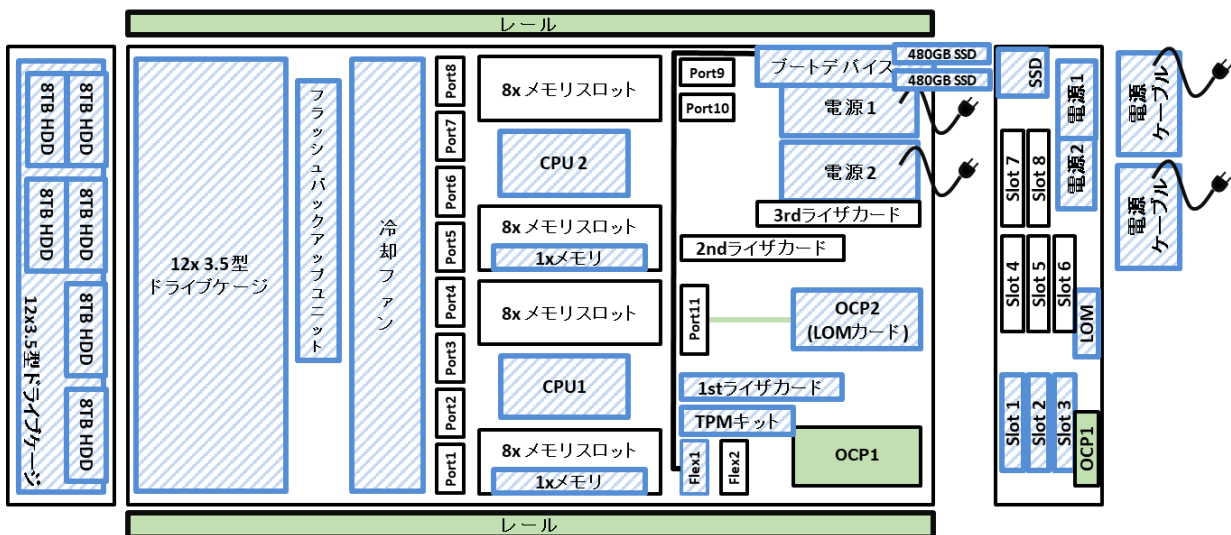 レール
8TB HDD
8TB HDD
8TB HDD
8TB HDD
8TB HDD
8TB HDD
12x3.5型ドライブケージ
12x 3.5型
ドライブケージ
フラッシュバックアップユニット
冷却ファン
Port8
Port7
Port6
Port5
Port4
Port3
Port2
Port1
8xメモリスロット
CPU 2
8xメモリスロット
1xメモリ
8xメモリスロット
CPU1
8xメモリスロット
1xメモリ
Port9
Port10
ブートデバイス
480GB SSD
480GB SSD
電源1
電源2
3rdライザカード
2ndライザカード
Port11
OCP2
(LOMカード)
1stライザカード
TPMキット
Flex1
Flex2
OCP1
SSD
電源1
電源2
Slot 7
Slot 8
Slot 4
Slot 5
Slot 6
LOM
Slot 1
Slot 2
Slot 3
OCP1
電源
ケーブル
電源
ケーブル
レール